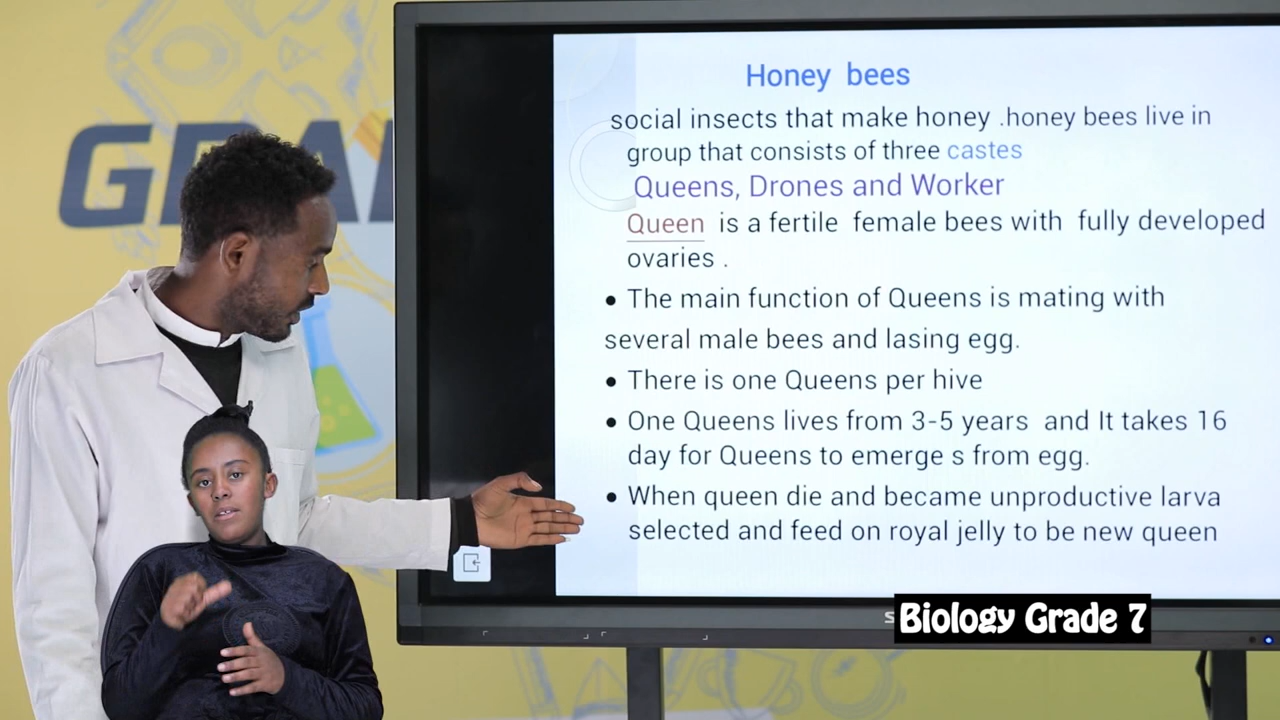 Honey bees
social insects that make honey .honey bees live in
group that consists of three castes
Queens, Drones and Worker
Queen is a fertile female bees with fully developed
ovaries .
• The main function of Queens is mating with
several male bees and lasing egg.
• There is one Queens per hive
• One Queens lives from 3-5 years and It takes 16
day for Queens to emerge s from egg.
• When queen die and became unproductive larva
selected and feed on royal jelly to be new queen
Biology Grade 7